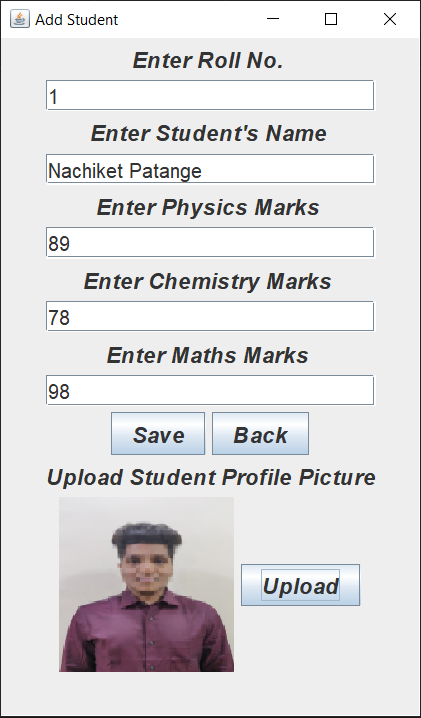 Add Student
Enter Roll No.
1
Enter Student's Name
Nachiket Patange
Enter Physics Marks
89
Enter Chemistry Marks
78
Enter Maths Marks
98
Save Back
Upload Student Profile Picture
Upload